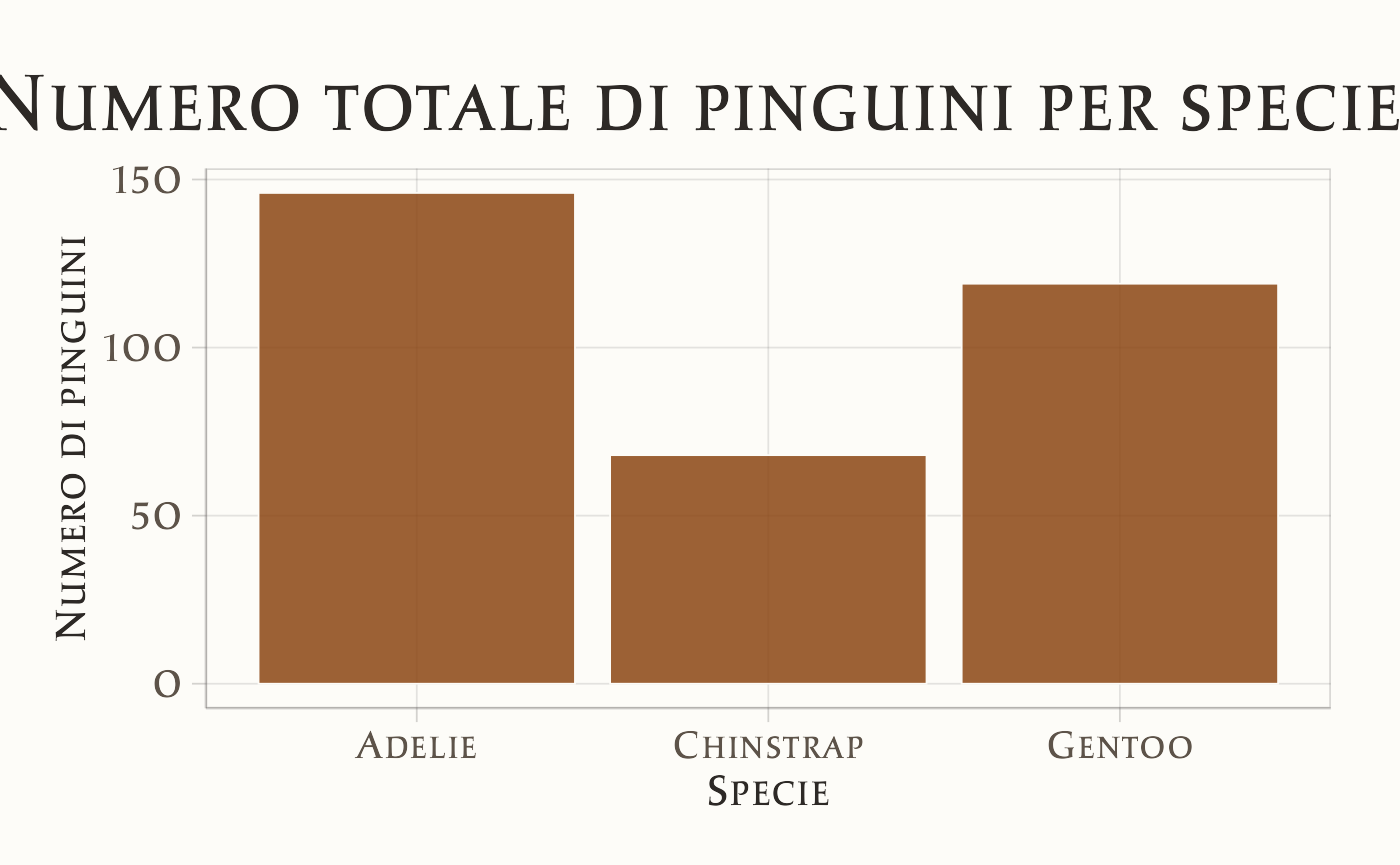 Numero totale di pinguini per specie
150
100
50
0
Numero di pinguini
Adelie
Chinstrap
Gentoo
Specie